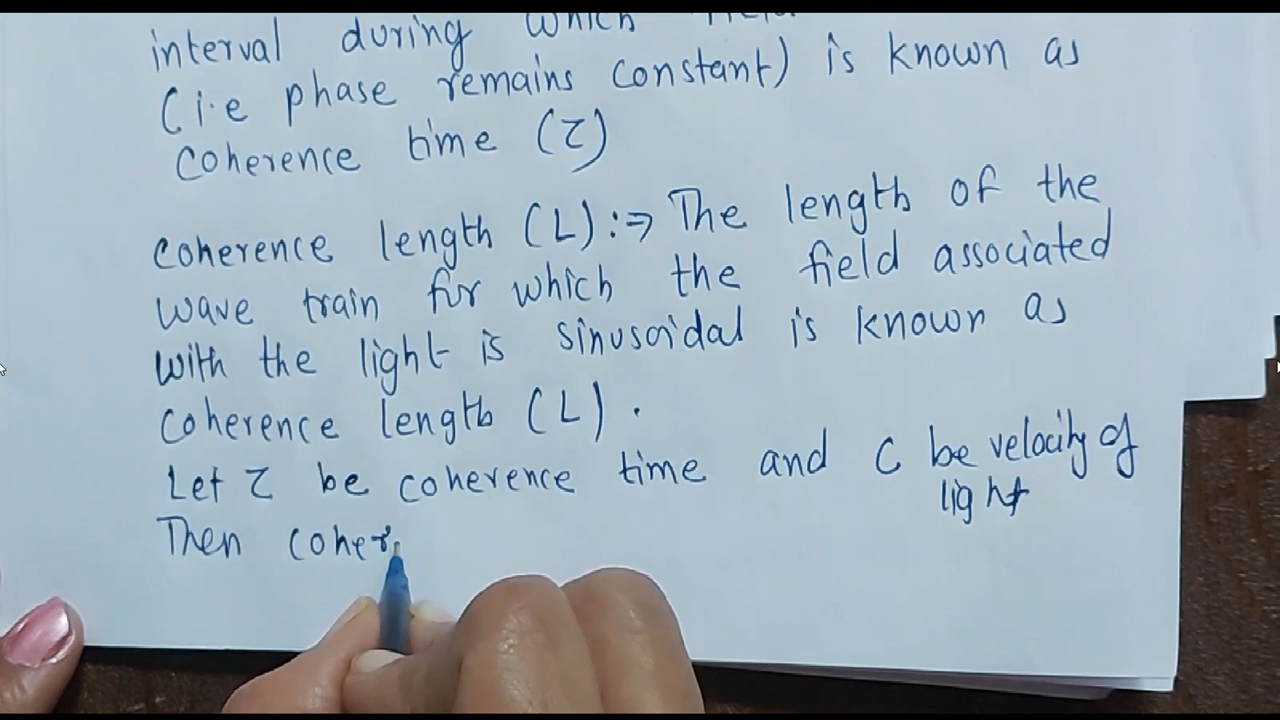 interval during which field
(i.e phase remains constant) is known as
Coherence time (τ)
Coherence length (L) :⇒ The length of the
wave train for which the field associated
with the light is sinusoidal is known as
Coherence length (L) .
Let τ be coherence time and C be velocity of
light
Then Coher